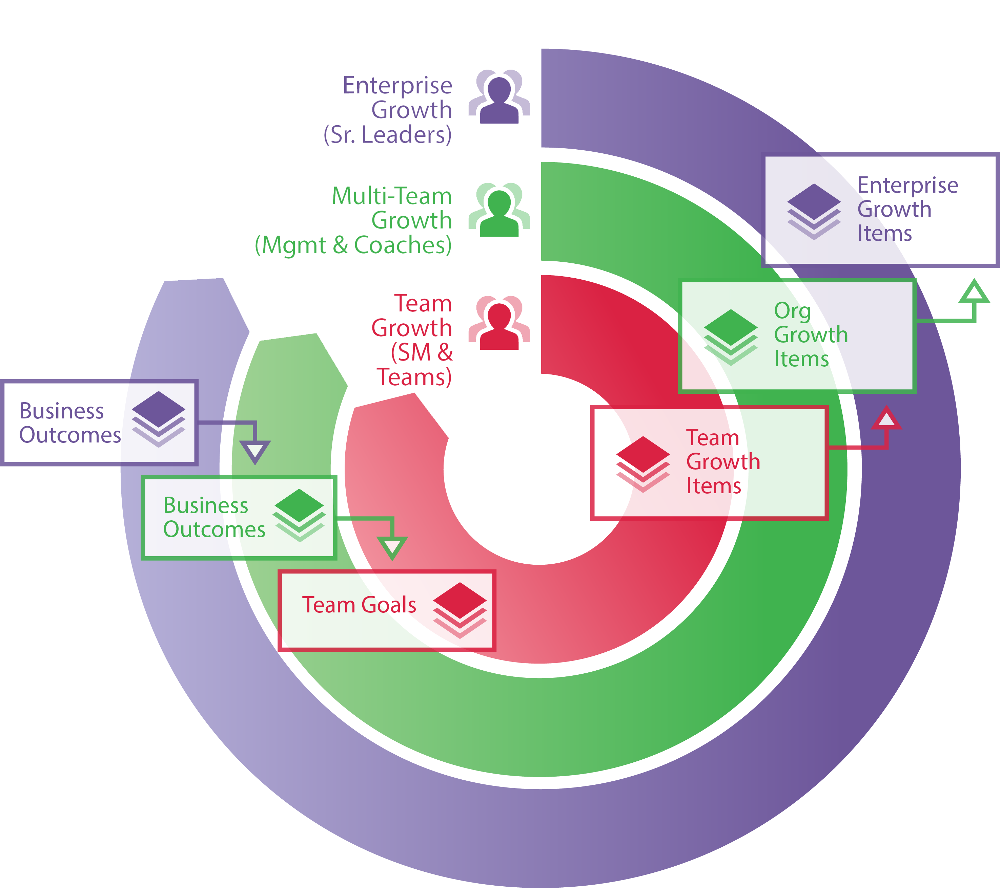 Enterprise
Growth
(Sr. Leaders)
Multi-Team
Growth
(Mgmt & Coaches)
Team
Growth
(SM &
Teams)
Enterprise
Growth
Items
Org
Growth
Items
Team
Growth
Items
Business
Outcomes
Business
Outcomes
Team Goals